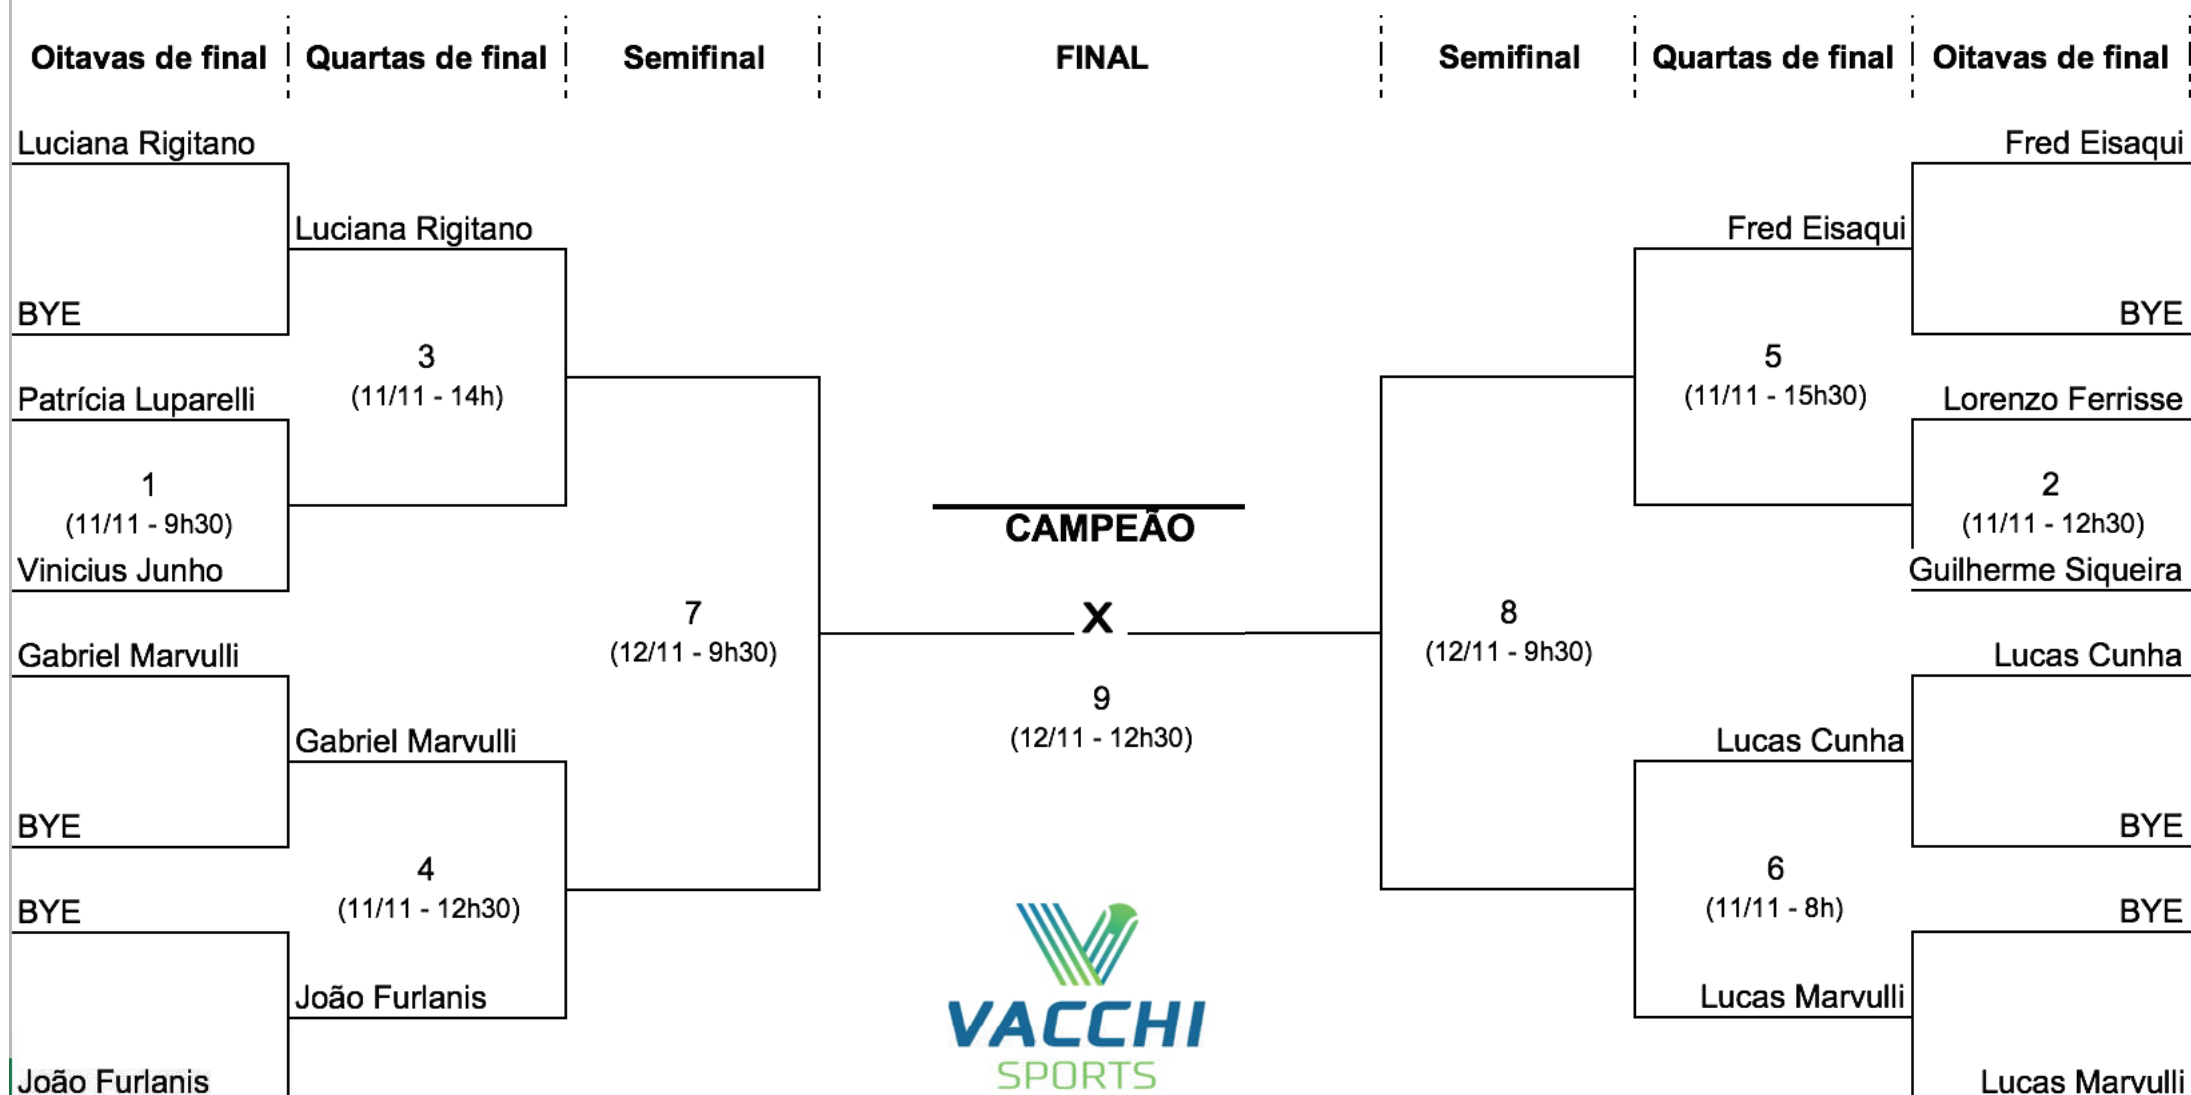 Oitavas de final Quartas de final Semifinal FINAL Semifinal Quartas de final Oitavas de final
Luciana Rigitano Fred Eisaqui
Luciana Rigitano Fred Eisaqui
BYE BYE
3 5
(11/11 - 14h) (11/11 - 15h30)
Patrícia Luparelli Lorenzo Ferrisse
1 2
(11/11 - 9h30) CAMPEÃO (11/11 - 12h30)
Vinicius Junho Guilherme Siqueira
7 X 8
(12/11 - 9h30) (12/11 - 9h30)
Gabriel Marvulli Lucas Cunha
9
(12/11 - 12h30)
Gabriel Marvulli Lucas Cunha
BYE BYE
4 6
(11/11 - 12h30) (11/11 - 8h)
BYE BYE
João Furlanis Lucas Marvulli
VACCHI
SPORTS
João Furlanis Lucas Marvulli